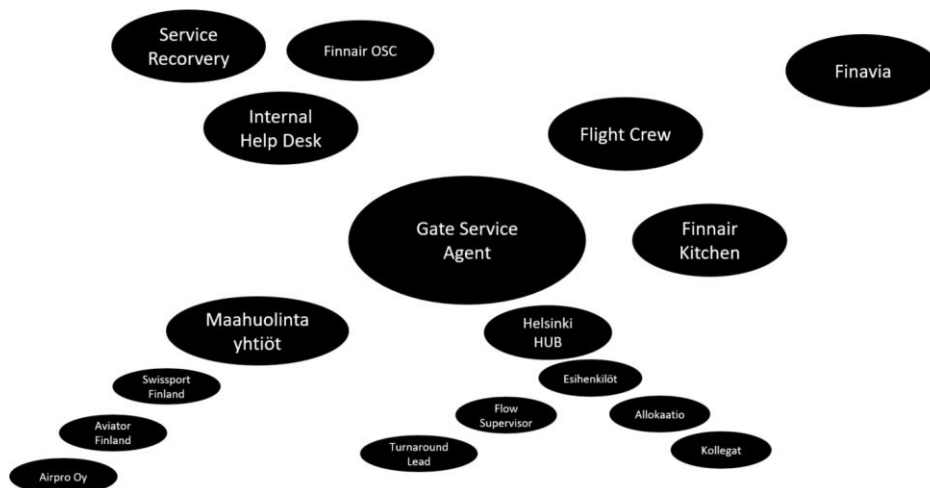 Service
Recorvery
Finnair OSC
Finavia
Internal
Help Desk
Flight Crew
Gate Service
Agent
Finnair
Kitchen
Maahuolinta
yhtiöt
Helsinki
HUB
Swissport
Finland
Esihenkilöt
Flow
Supervisor
Allokaatio
Aviator
Finland
Turnaround
Lead
Kollegat
Airpro Oy